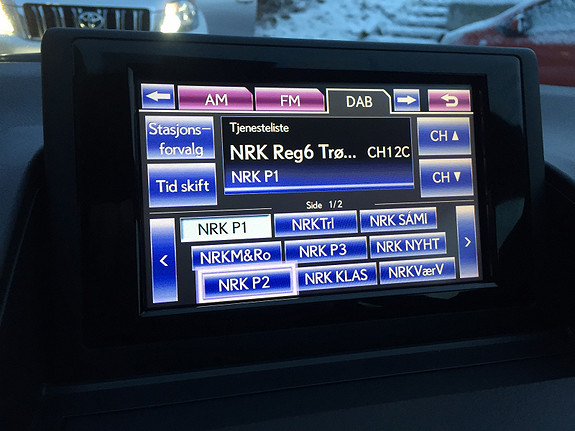 AM
FM
DAB
Stasjons-
forvalg
Tjenesteliste
NRK Reg6 Trø... CH12C
NRK P1
CH ▲
Tid skift
CH ▼
Side 1/2
NRK P1
NRKTrl
NRK SÁMI
NRKM&Ro
NRK P3
NRK NYHT
NRK P2
NRK KLAS
NRKVærV